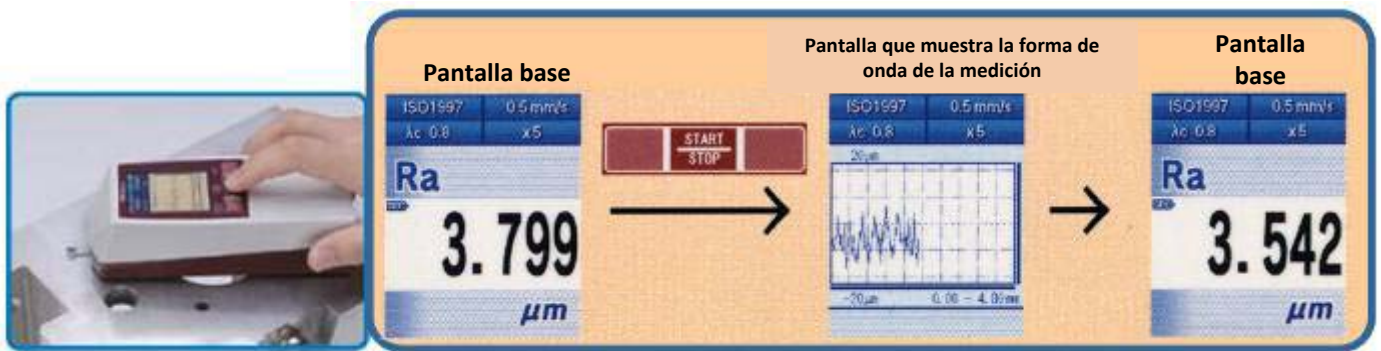 Pantalla base
ISO1997 0.5 mm/s
λc 0.8 x5
Ra
3.799
µm
START
STOP
Pantalla que muestra la forma de
onda de la medición
ISO1997 0.5 mm/s
λc 0.8 x5
20µm
-20µm 0.00 - 4.00mm
Pantalla
base
ISO1997 0.5 mm/s
λc 0.8 x5
Ra
3.542
µm